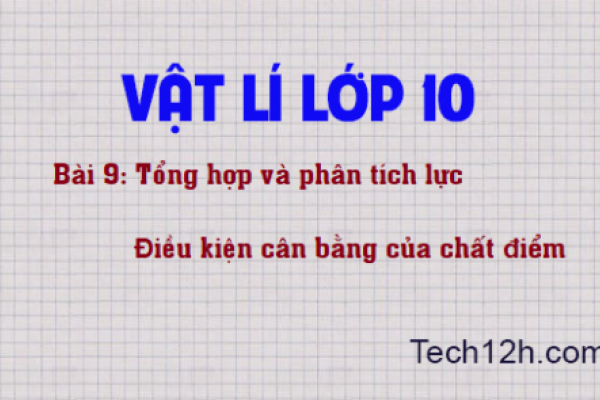 VẬT LÍ LỚP 10
Bài 9: Tổng hợp và phân tích lực
Điều kiện cân bằng của chất điểm
Tech12h.com